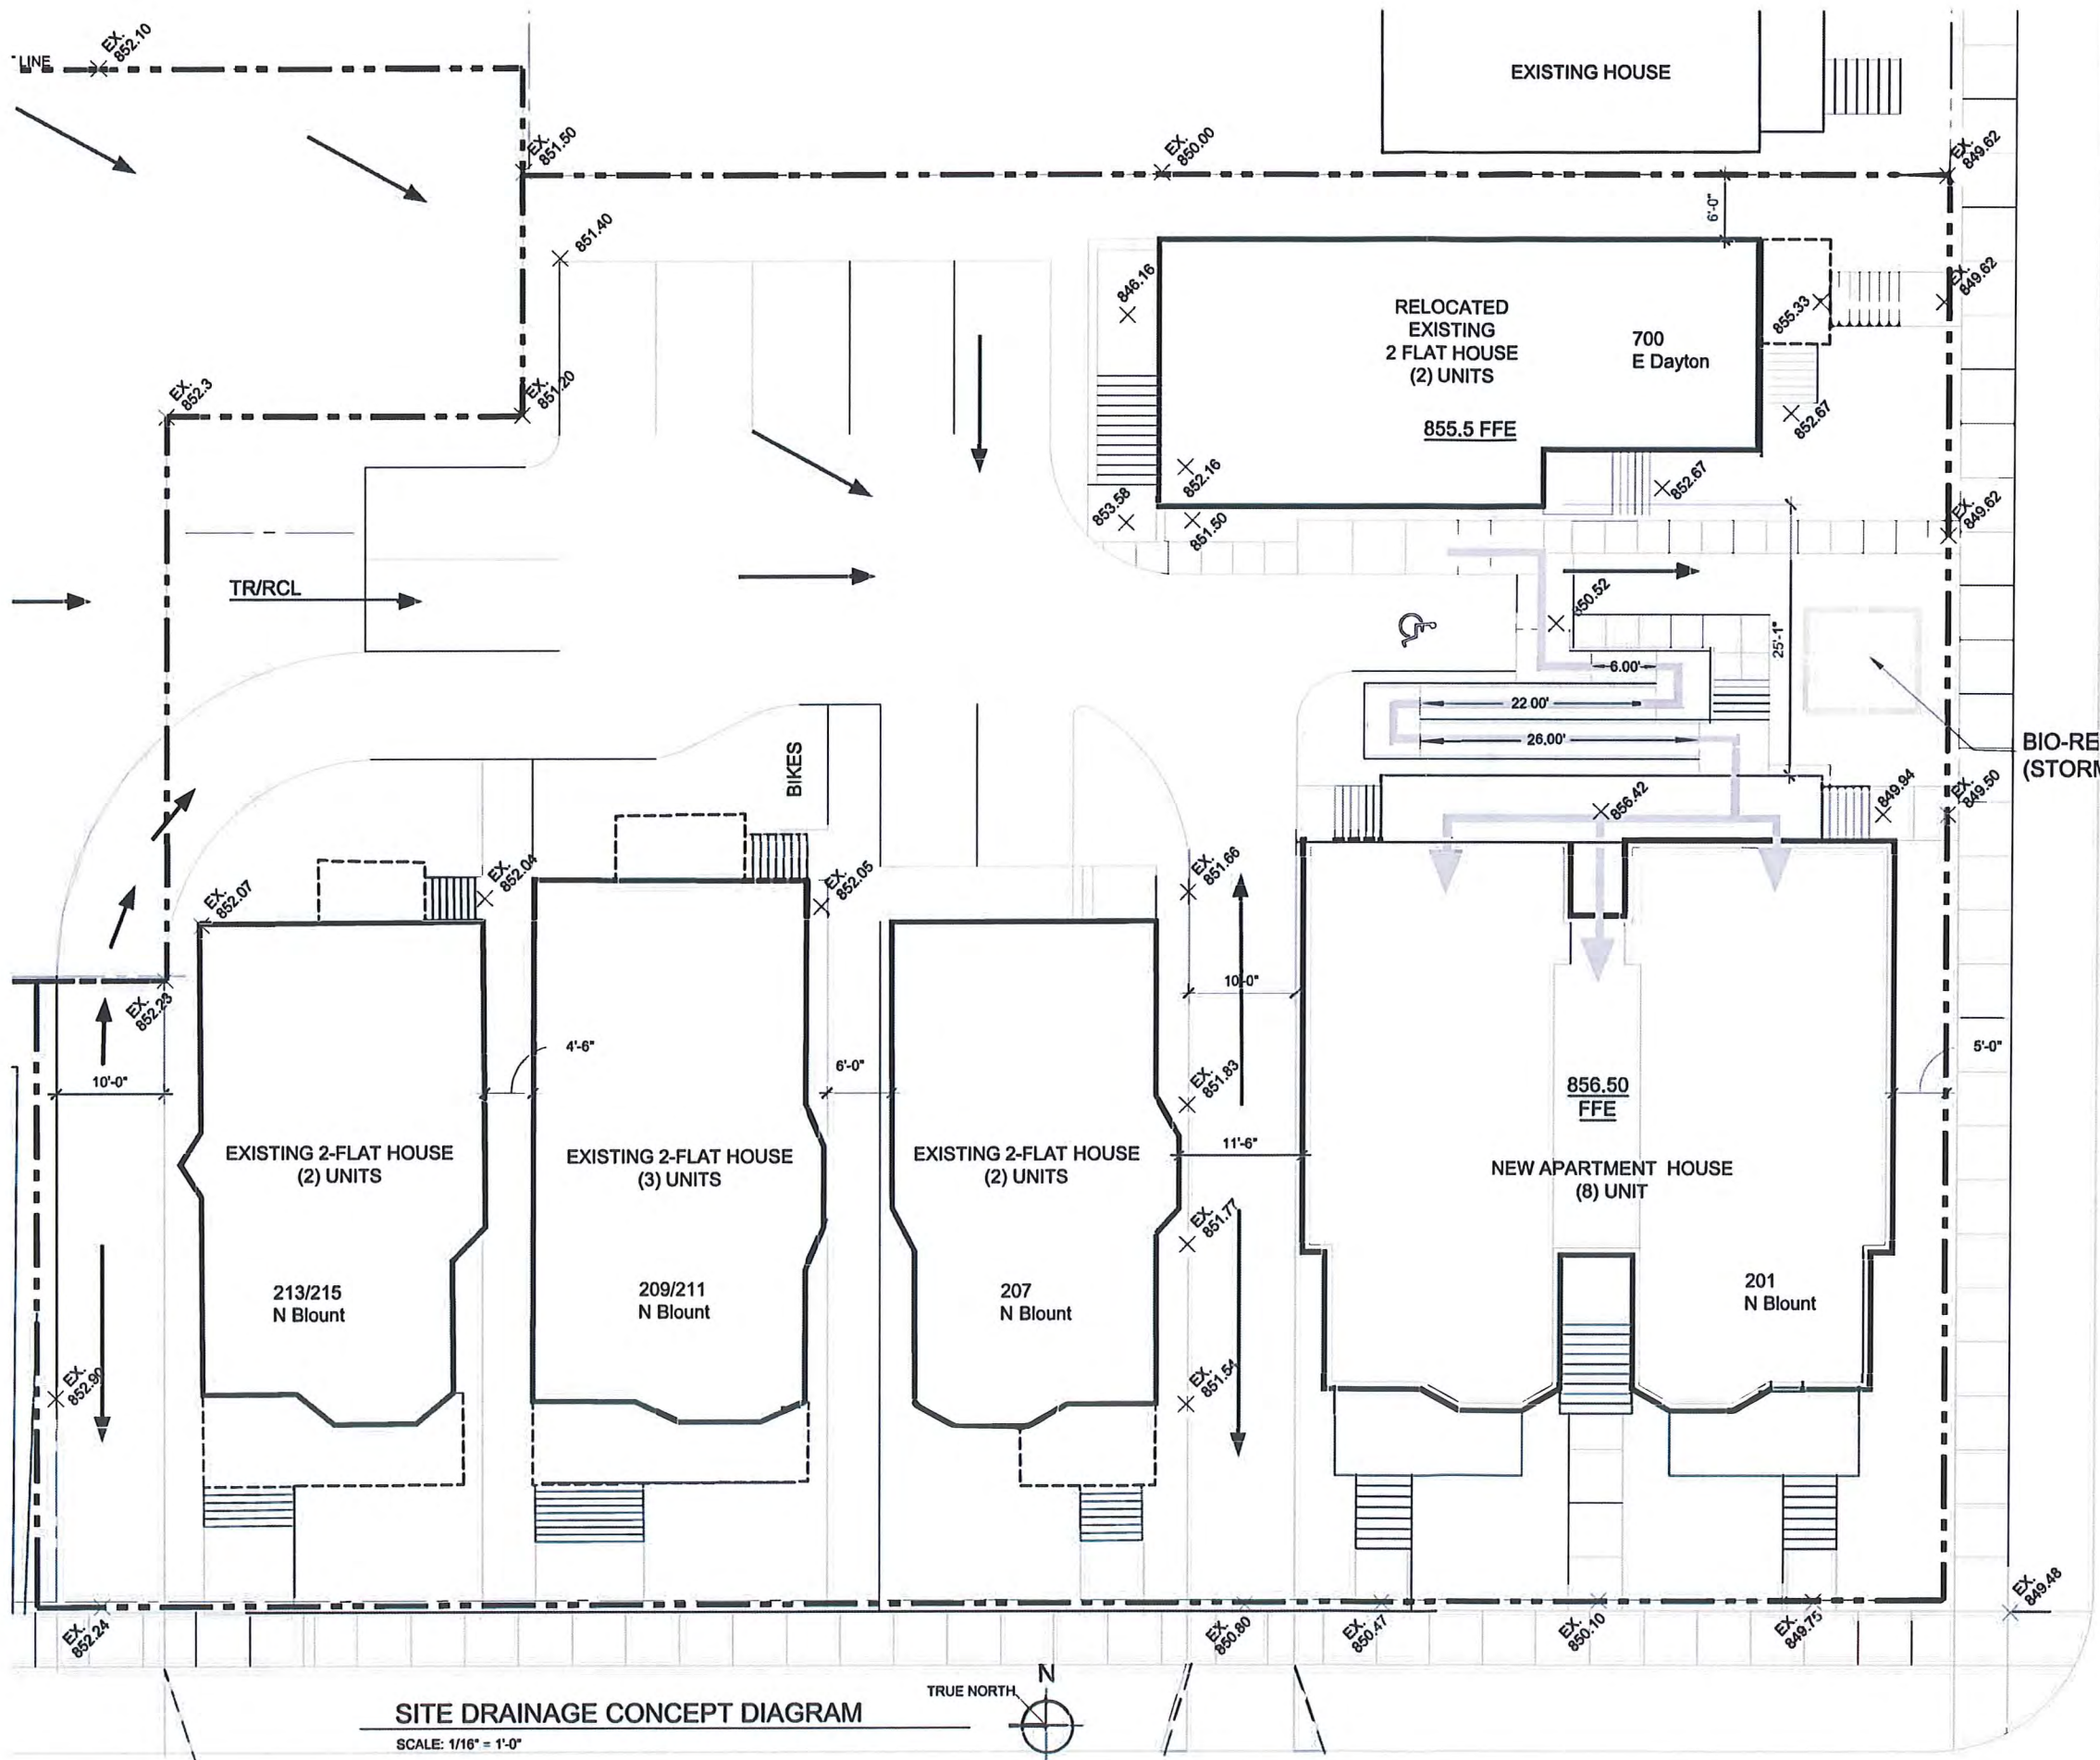 LINE
EX.
852.10
EXISTING HOUSE
EX.
851.50
EX.
850.00
EX.
849.62
6'-0"
851.40
846.16
RELOCATED
EXISTING
2 FLAT HOUSE
(2) UNITS
855.5 FFE
700
E Dayton
855.33
EX.
849.62
EX.
852.3
EX.
851.20
852.67
852.16
852.67
853.58
851.50
EX.
849.62
TR/RCL
850.52
25'-1"
6.00'
22.00'
26.00'
BIO-RE
(STORM
BIKES
856.42
849.94
EX.
849.50
EX.
852.07
EX.
852.04
EX.
852.05
EX.
851.66
EX.
852.23
10'-0"
10'-0"
4'-6"
6'-0"
EX.
851.83
5'-0"
856.50
FFE
11'-6"
EXISTING 2-FLAT HOUSE
(2) UNITS
EXISTING 2-FLAT HOUSE
(3) UNITS
EXISTING 2-FLAT HOUSE
(2) UNITS
NEW APARTMENT HOUSE
(8) UNIT
EX.
851.77
213/215
N Blount
209/211
N Blount
207
N Blount
201
N Blount
EX.
EX.
851.54
EX.
852.24
EX.
850.80
EX.
850.47
EX.
850.10
EX.
849.75
EX.
849.48
SITE DRAINAGE CONCEPT DIAGRAM
SCALE: 1/16" = 1'-0"
TRUE NORTH
N